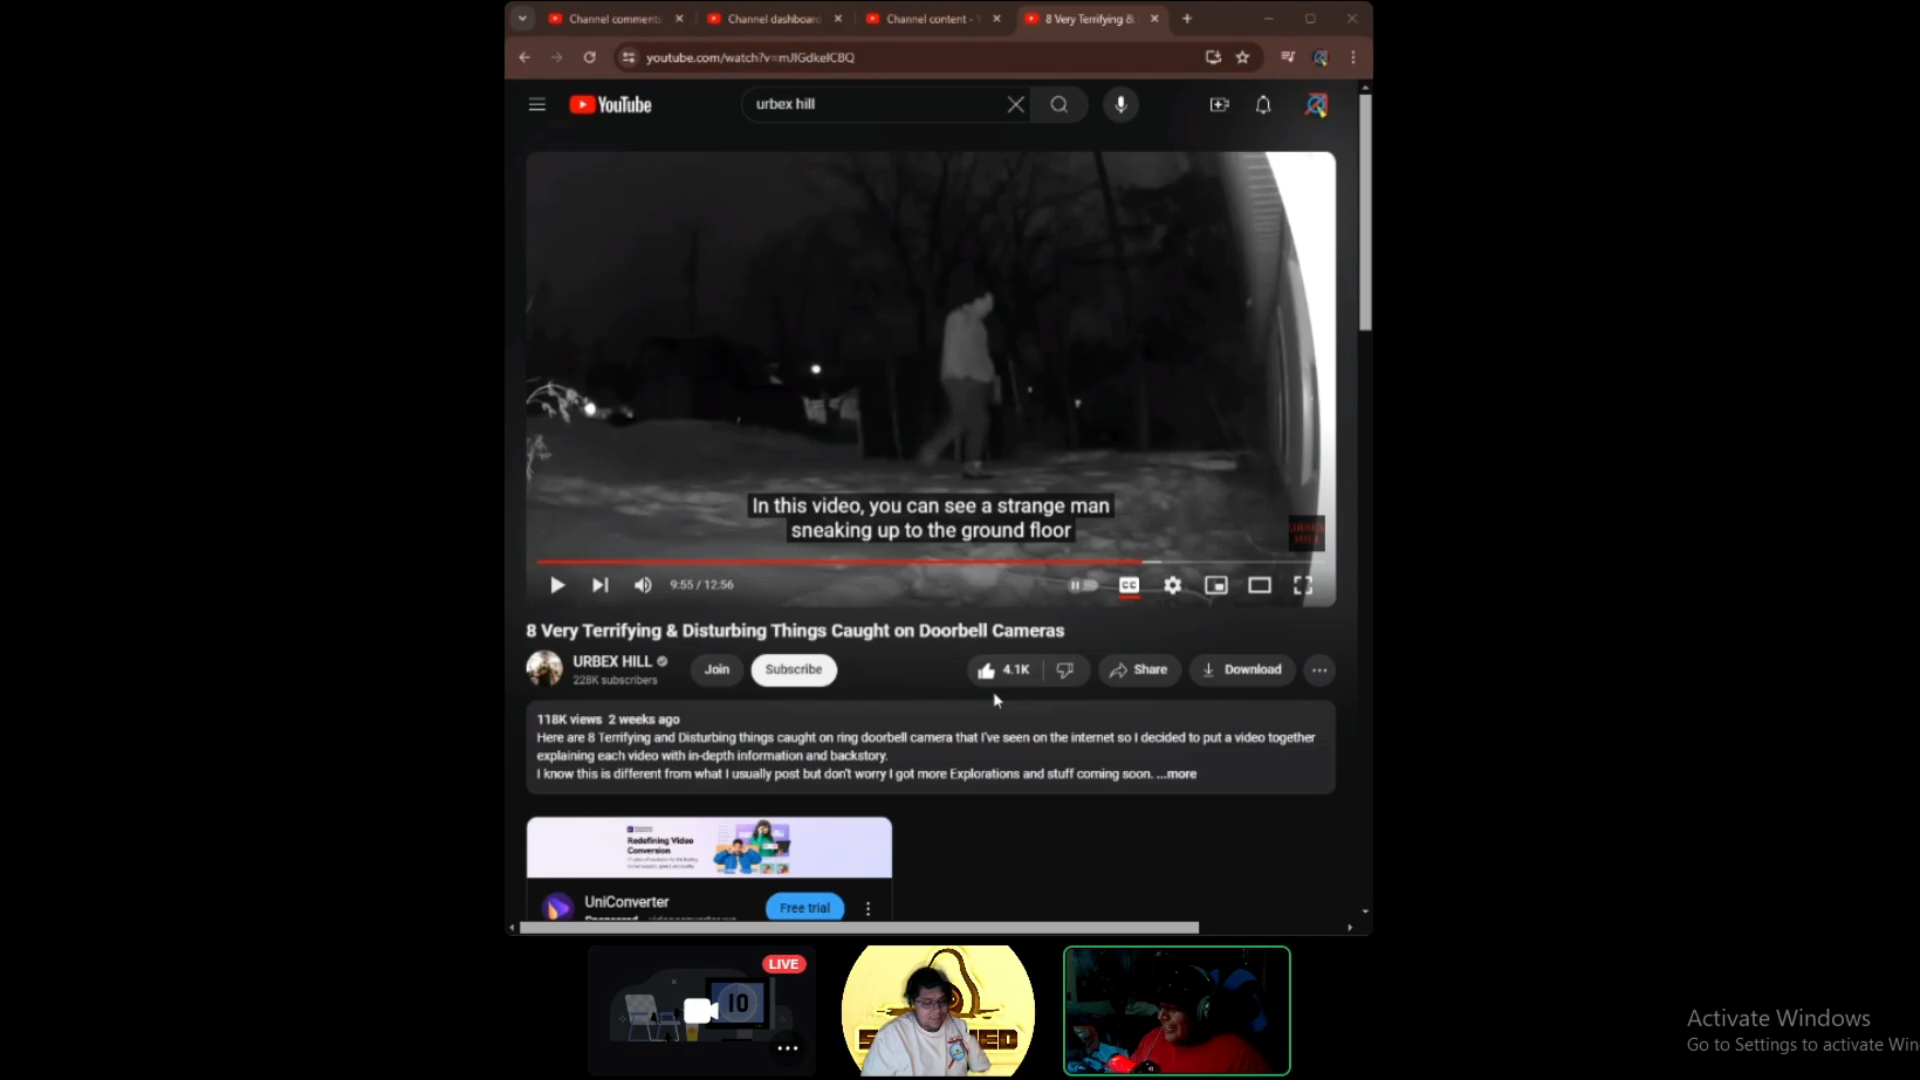 Channel comments
Channel dashboard
Channel content -
8 Very Terrifying &
youtube.com/watch?v=mJlGdkelCBQ
YouTube
urbex hill
In this video, you can see a strange man
sneaking up to the ground floor
URBEX
HILL
9:55 / 12:56
CC
8 Very Terrifying & Disturbing Things Caught on Doorbell Cameras
URBEX HILL
228K subscribers
Join
Subscribe
4.1K
Share
Download
118K views 2 weeks ago
Here are 8 Terrifying and Disturbing things caught on ring doorbell camera that I've seen on the internet so I decided to put a video together
explaining each video with in-depth information and backstory.
I know this is different from what I usually post but don't worry I got more Explorations and stuff coming soon. ...more
Redefining Video
Conversion
UniConverter
Free trial
LIVE
10
Activate Windows
Go to Settings to activate Win